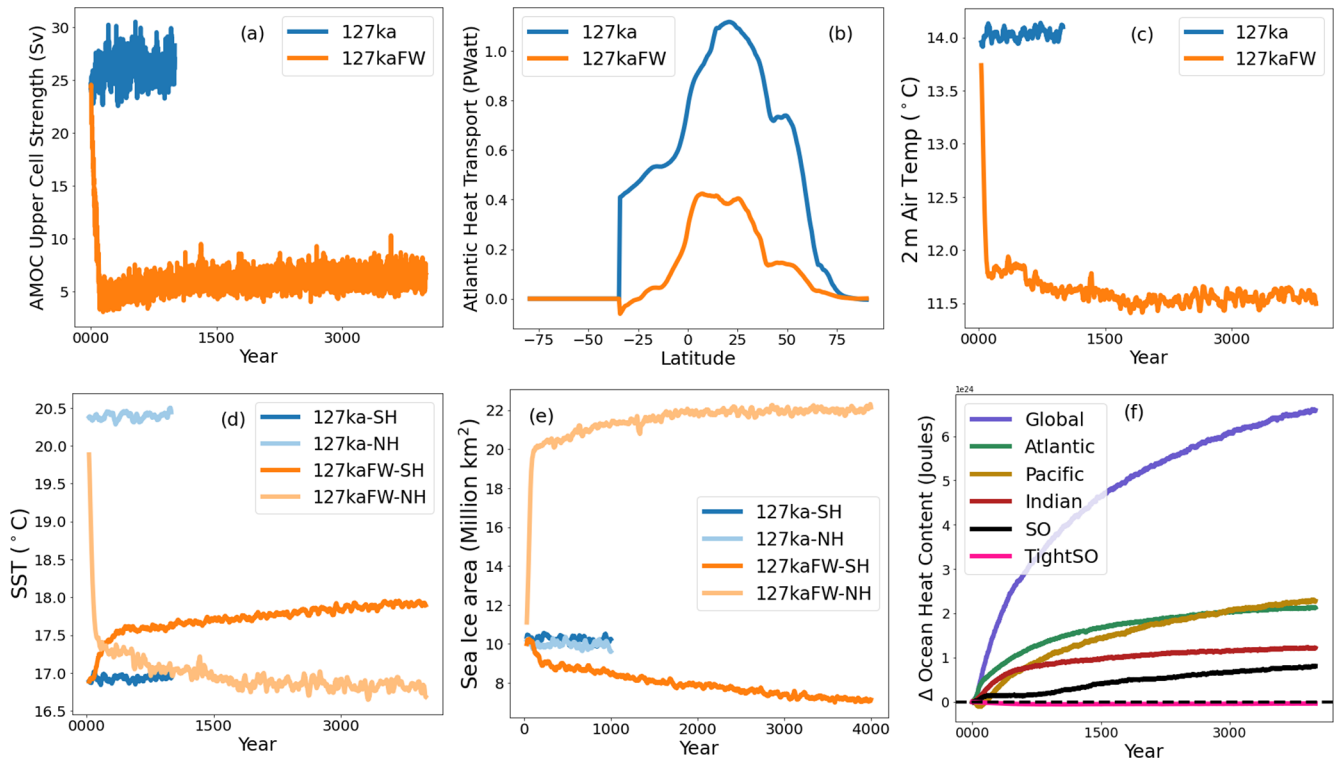 (a)
127ka
127kaFW
AMOC Upper Cell Strength (Sv)
30
25
20
15
10
5
0000
1500
3000
Year
127ka
127kaFW
(b)
Atlantic Heat Transport (PWatt)
1.0
0.8
0.6
0.4
0.2
0.0
−75
−50
−25
0
25
50
75
Latitude
(c)
127ka
127kaFW
2m Air Temp (°C)
14.0
13.5
13.0
12.5
12.0
11.5
0000
1500
3000
Year
(d)
127ka-SH
127ka-NH
127kaFW-SH
127kaFW-NH
SST (°C)
20.5
20.0
19.5
19.0
18.5
18.0
17.5
17.0
16.5
0000
1500
3000
Year
(e)
127ka-SH
127ka-NH
127kaFW-SH
127kaFW-NH
Sea Ice area (Million km²)
22
20
18
16
14
12
10
8
0
1000
2000
3000
4000
Year
1e24
(f)
Global
Atlantic
Pacific
Indian
SO
TightSO
Δ Ocean Heat Content (Joules)
6
5
4
3
2
1
0
0000
1500
3000
Year